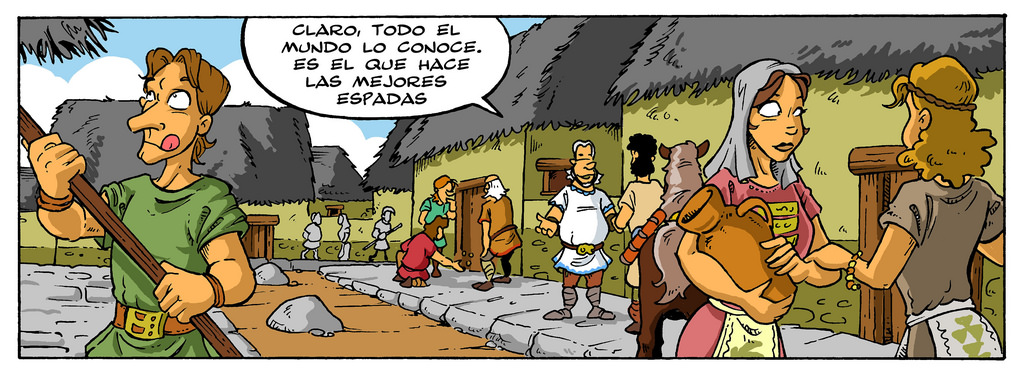 CLARO, TODO EL
MUNDO LO CONOCE.
ES EL QUE HACE
LAS MEJORES
ESPADAS